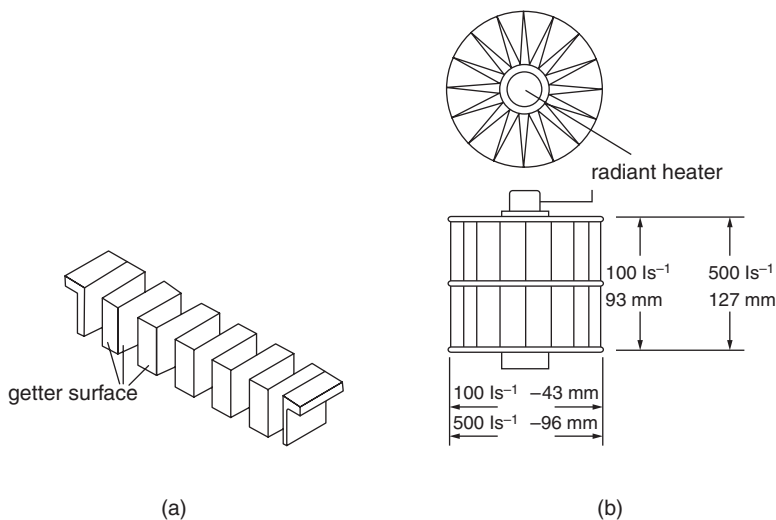 radiant heater
100 ls⁻¹ 500 ls⁻¹
93 mm 127 mm
getter surface
100 ls⁻¹ –43 mm
500 ls⁻¹ –96 mm
(a) (b)